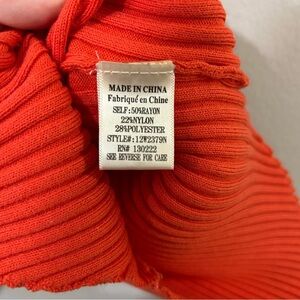 MADE IN CHINA
Fabriqué en Chine
SELF:50%RAYON
22%NYLON
28%POLYESTER
STYLE#:12W2379N
RN# 130222
SEE REVERSE FOR CARE